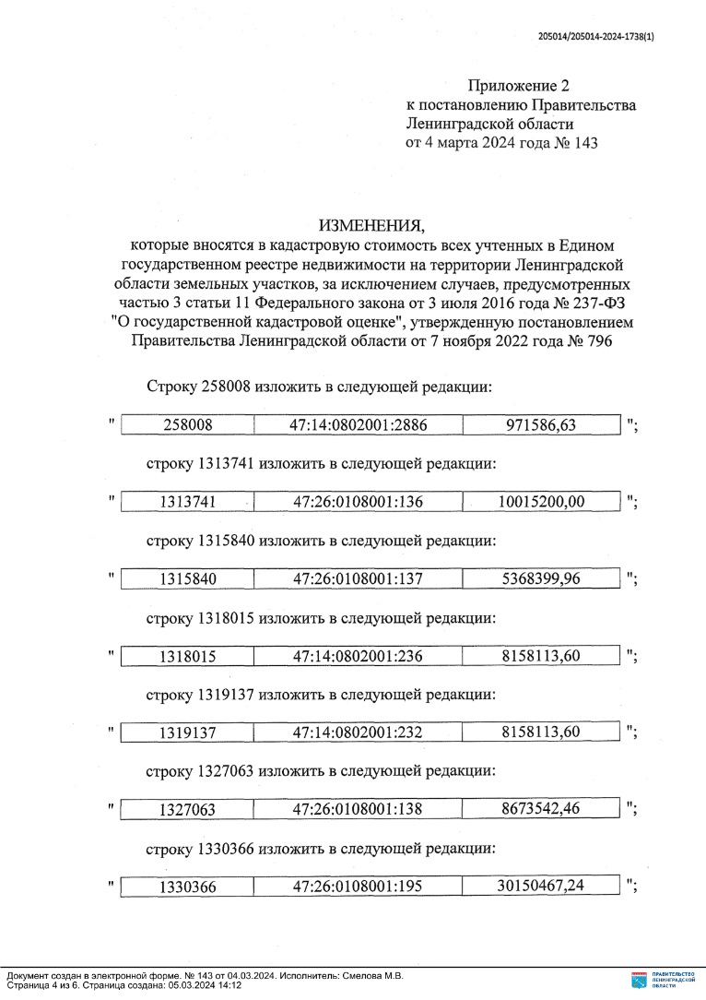 205014/205014-2024-1738(1)
Приложение 2
к постановлению Правительства
Ленинградской области
от 4 марта 2024 года № 143
ИЗМЕНЕНИЯ,
которые вносятся в кадастровую стоимость всех учтенных в Едином
государственном реестре недвижимости на территории Ленинградской
области земельных участков, за исключением случаев, предусмотренных
частью 3 статьи 11 Федерального закона от 3 июля 2016 года № 237-ФЗ
"О государственной кадастровой оценке", утвержденную постановлением
Правительства Ленинградской области от 7 ноября 2022 года № 796
Строку 258008 изложить в следующей редакции:
" 258008 47:14:0802001:2886 971586,63 ";
строку 1313741 изложить в следующей редакции:
" 1313741 47:26:0108001:136 10015200,00 ";
строку 1315840 изложить в следующей редакции:
" 1315840 47:26:0108001:137 5368399,96 ";
строку 1318015 изложить в следующей редакции:
" 1318015 47:14:0802001:236 8158113,60 ";
строку 1319137 изложить в следующей редакции:
" 1319137 47:14:0802001:232 8158113,60 ";
строку 1327063 изложить в следующей редакции:
" 1327063 47:26:0108001:138 8673542,46 ";
строку 1330366 изложить в следующей редакции:
" 1330366 47:26:0108001:195 30150467,24 ";
Документ создан в электронной форме. № 143 от 04.03.2024. Исполнитель: Смелова М.В.
Страница 4 из 6. Страница создана: 05.03.2024 14:12
ПРАВИТЕЛЬСТВО
ЛЕНИНГРАДСКОЙ
ОБЛАСТИ